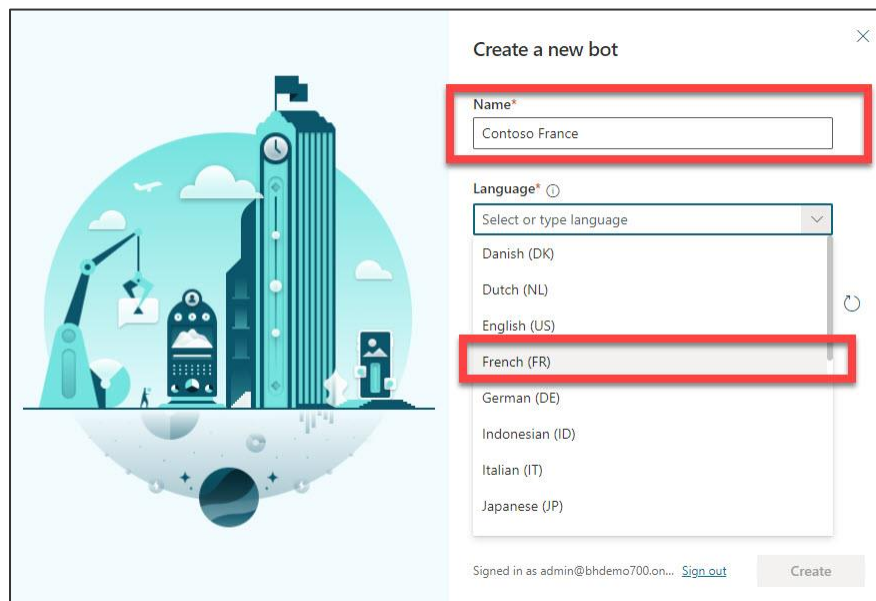 Create a new bot
Name*
Contoso France
Language*
Select or type language
Danish (DK)
Dutch (NL)
English (US)
French (FR)
German (DE)
Indonesian (ID)
Italian (IT)
Japanese (JP)
Signed in as admin@bhdemo700.on... Sign out
Create